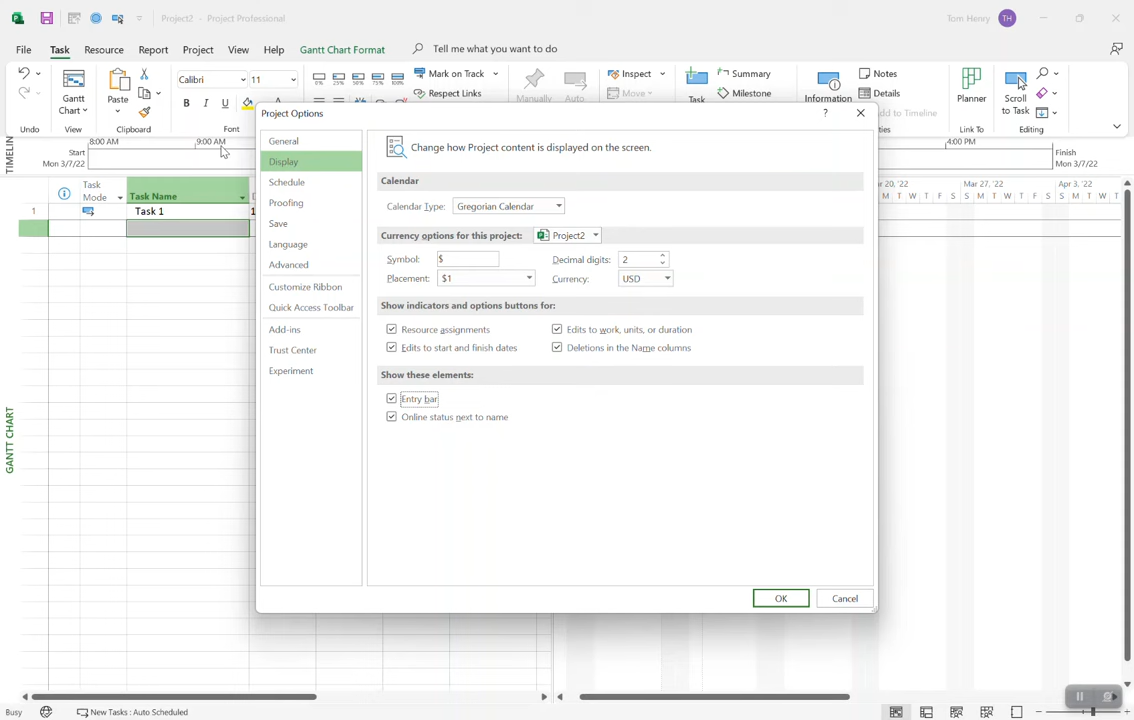 Project2 - Project Professional
Tom Henry TH
File Task Resource Report Project View Help Gantt Chart Format Tell me what you want to do
Gantt Chart
Paste
Calibri 11
B I U
0% 25% 50% 75% 100%
Mark on Track
Respect Links
Manually
Auto
Inspect
Move
Task
Summary
Milestone
Information
Notes
Details
Add to Timeline
Planner
Scroll to Task
Undo View Clipboard Font ties Link To Editing
TIMELIN
Start
Mon 3/7/22
8:00 AM 9:00 AM 4:00 PM
Finish
Mon 3/7/22
Task Mode Task Name
1 Task 1 1
r 20, '22 Mar 27, '22 Apr 3, '22
M T W T F S S M T W T F S S M T W T
GANTT CHART
Project Options ?
General
Display
Schedule
Proofing
Save
Language
Advanced
Customize Ribbon
Quick Access Toolbar
Add-ins
Trust Center
Experiment
Change how Project content is displayed on the screen.
Calendar
Calendar Type: Gregorian Calendar
Currency options for this project: Project2
Symbol: $ Decimal digits: 2
Placement: $1 Currency: USD
Show indicators and options buttons for:
Resource assignments Edits to work, units, or duration
Edits to start and finish dates Deletions in the Name columns
Show these elements:
Entry bar
Online status next to name
OK Cancel
Busy New Tasks : Auto Scheduled